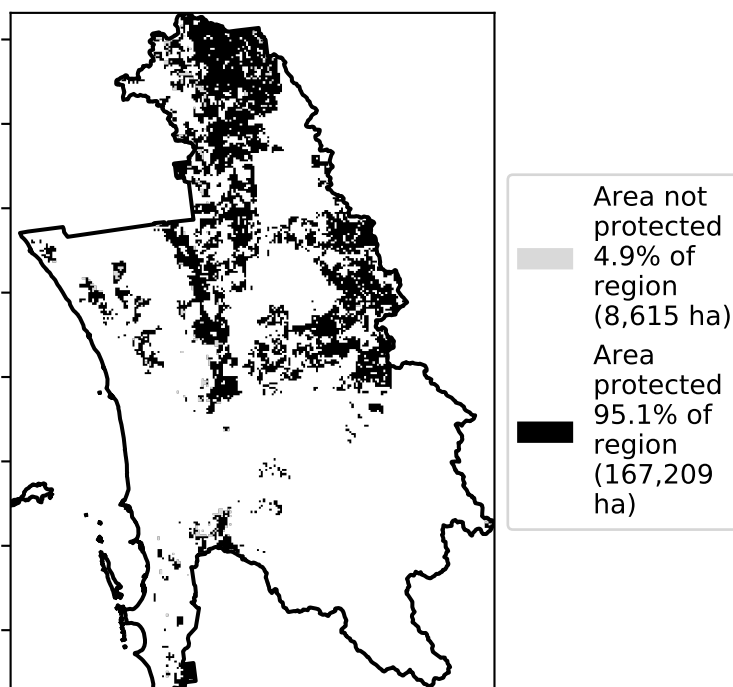 Area not
protected
4.9% of
region
(8,615 ha)
Area
protected
95.1% of
region
(167,209
ha)